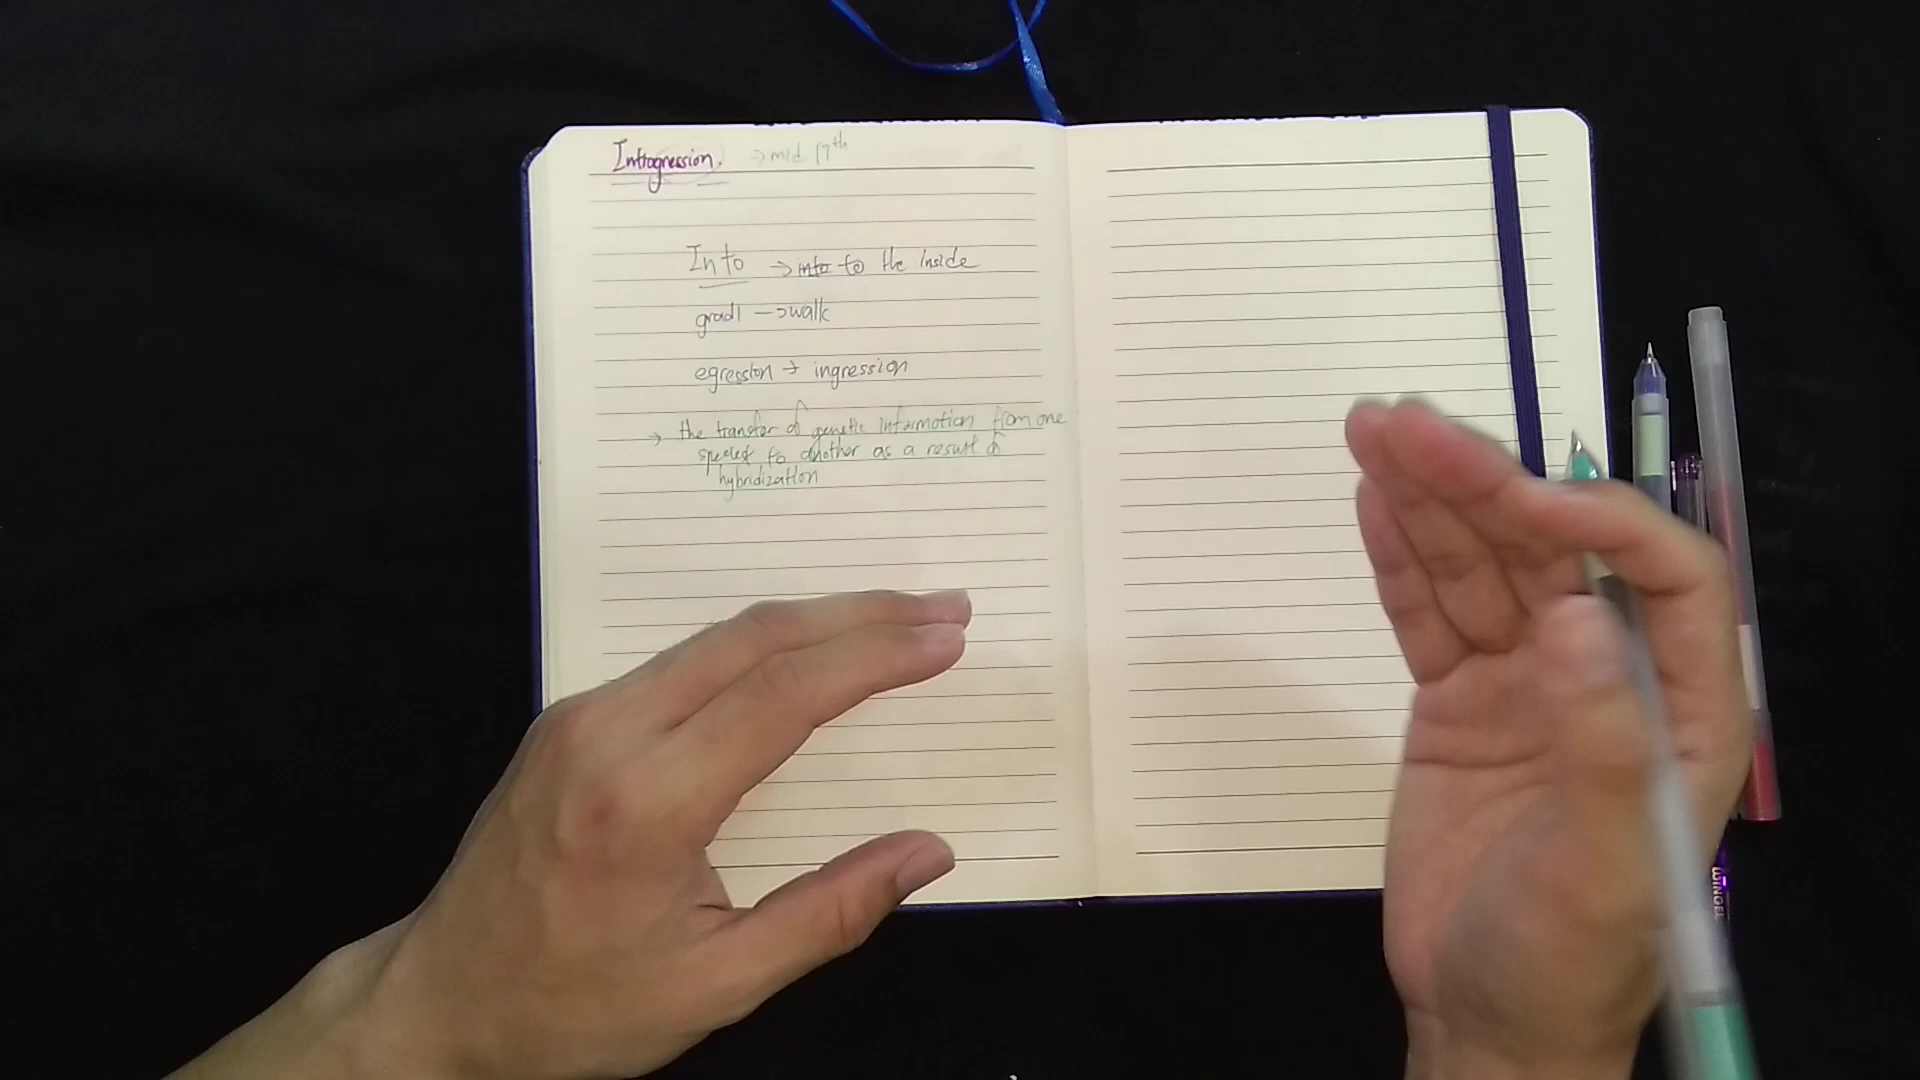 Introgression. → mid 17th
Into → into to the inside
gradi → walk
egression → ingression
→ the transfer of genetic information from one
species to another as a result of
hybridization